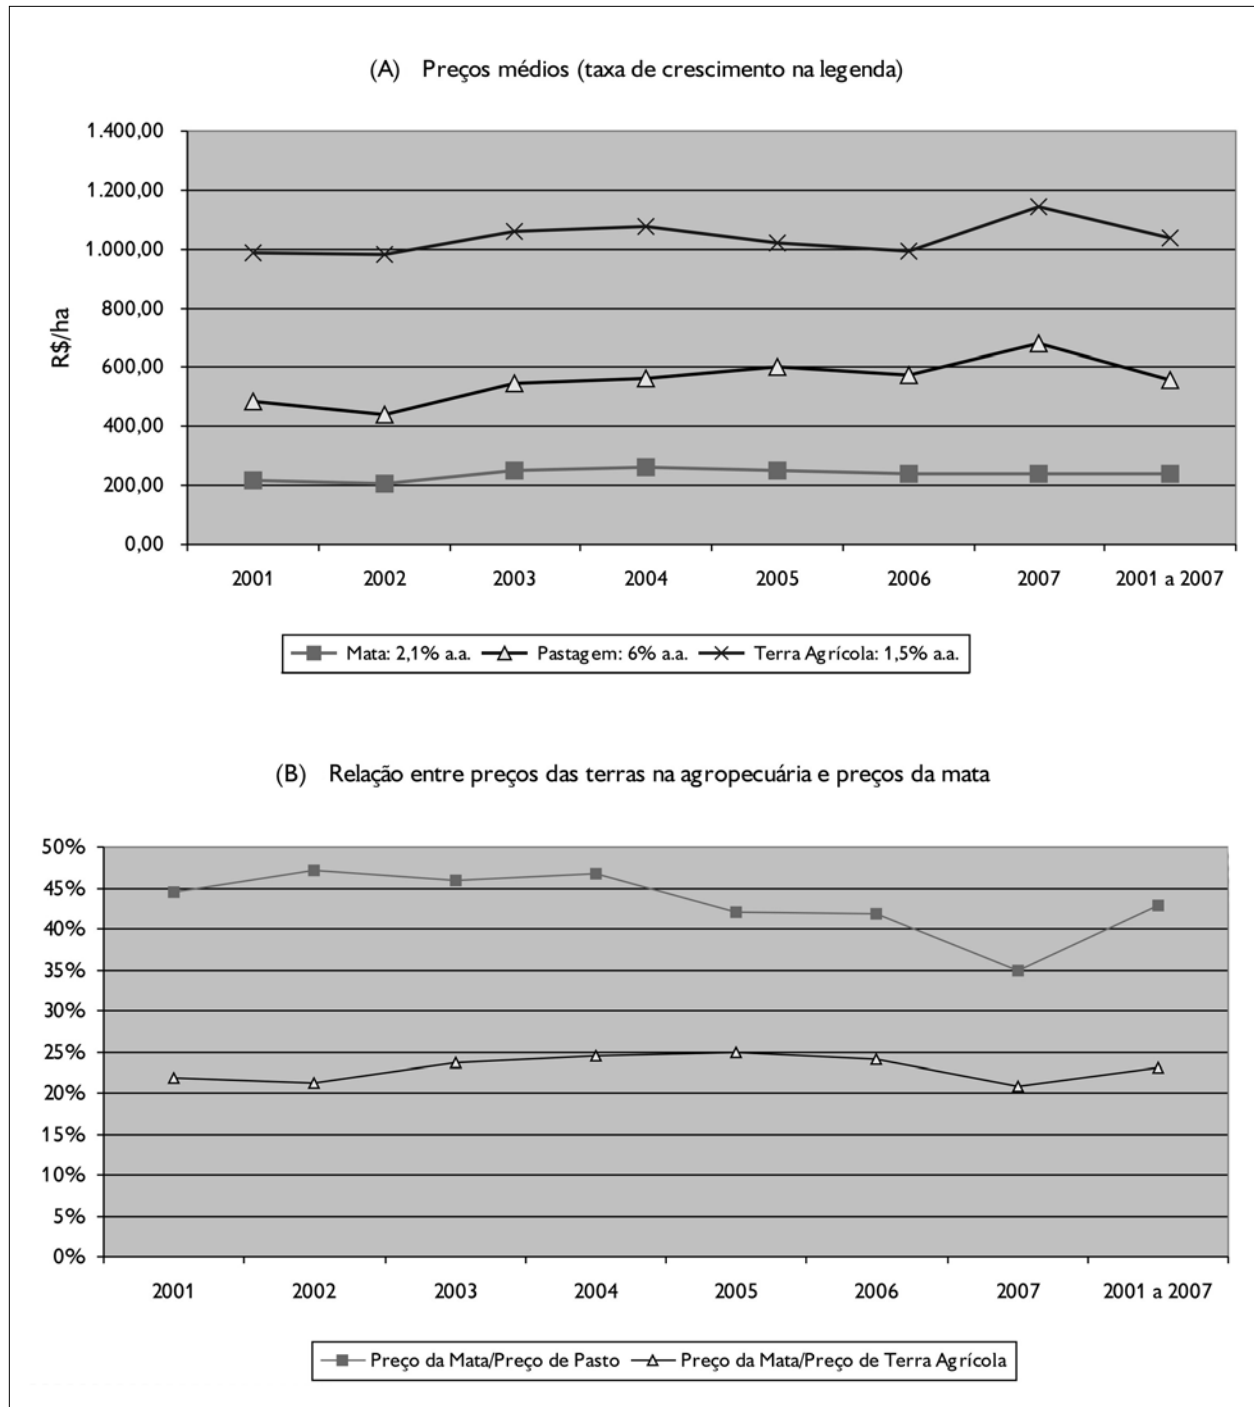 (A) Preços médios (taxa de crescimento na legenda)
1.400,00
1.200,00
1.000,00
800,00
600,00
400,00
200,00
0,00
R$/ha
2001 2002 2003 2004 2005 2006 2007 2001 a 2007
Mata: 2,1% a.a. Pastagem: 6% a.a. Terra Agrícola: 1,5% a.a.
(B) Relação entre preços das terras na agropecuária e preços da mata
50%
45%
40%
35%
30%
25%
20%
15%
10%
5%
0%
2001 2002 2003 2004 2005 2006 2007 2001 a 2007
Preço da Mata/Preço de Pasto Preço da Mata/Preço de Terra Agrícola